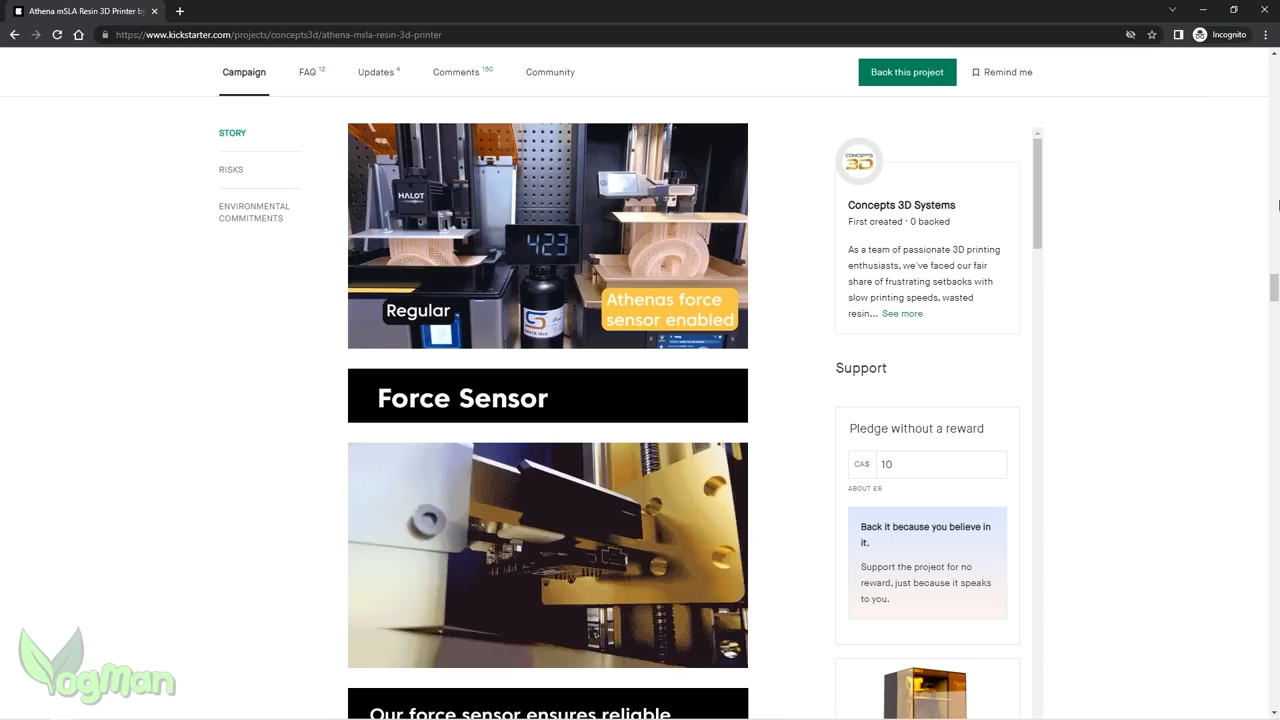 Athena mSLA Resin 3D Printer by
https://www.kickstarter.com/projects/concepts3d/athena-msla-resin-3d-printer
Incognito
Campaign
FAQ 12
Updates 4
Comments 150
Community
Back this project
Remind me
STORY
RISKS
ENVIRONMENTAL
COMMITMENTS
HALOT
423
Regular
Athenas force
sensor enabled
Force Sensor
Our force sensor ensures reliable
CONCEPTS
3D
Concepts 3D Systems
First created · 0 backed
As a team of passionate 3D printing
enthusiasts, we've faced our fair
share of frustrating setbacks with
slow printing speeds, wasted
resin... See more
Support
Pledge without a reward
CA$ 10
ABOUT £6
Back it because you believe in
it.
Support the project for no
reward, just because it speaks
to you.
YogMan